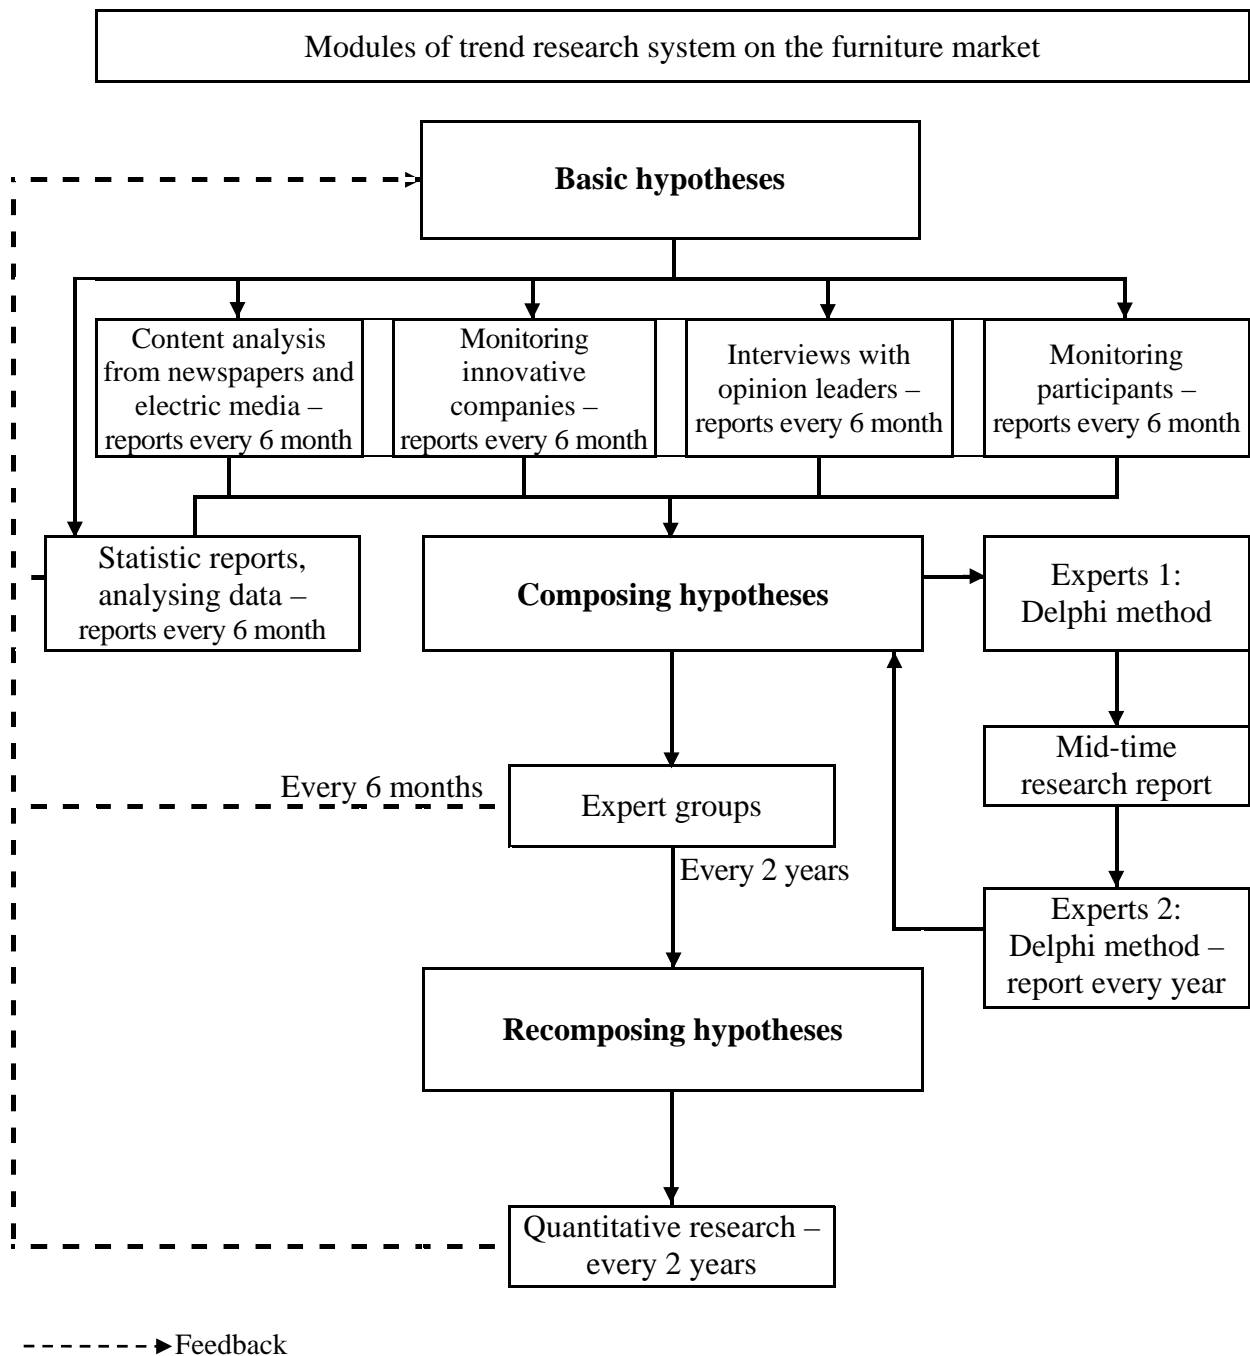 Modules of trend research system on the furniture market
Basic hypotheses
Content analysis
from newspapers and
electric media –
reports every 6 month
Monitoring
innovative
companies –
reports every 6 month
Interviews with
opinion leaders –
reports every 6 month
Monitoring
participants –
reports every 6 month
Statistic reports,
analysing data –
reports every 6 month
Composing hypotheses
Experts 1:
Delphi method
Mid-time
research report
Every 6 months
Expert groups
Every 2 years
Experts 2:
Delphi method –
report every year
Recomposing hypotheses
Quantitative research –
every 2 years
Feedback